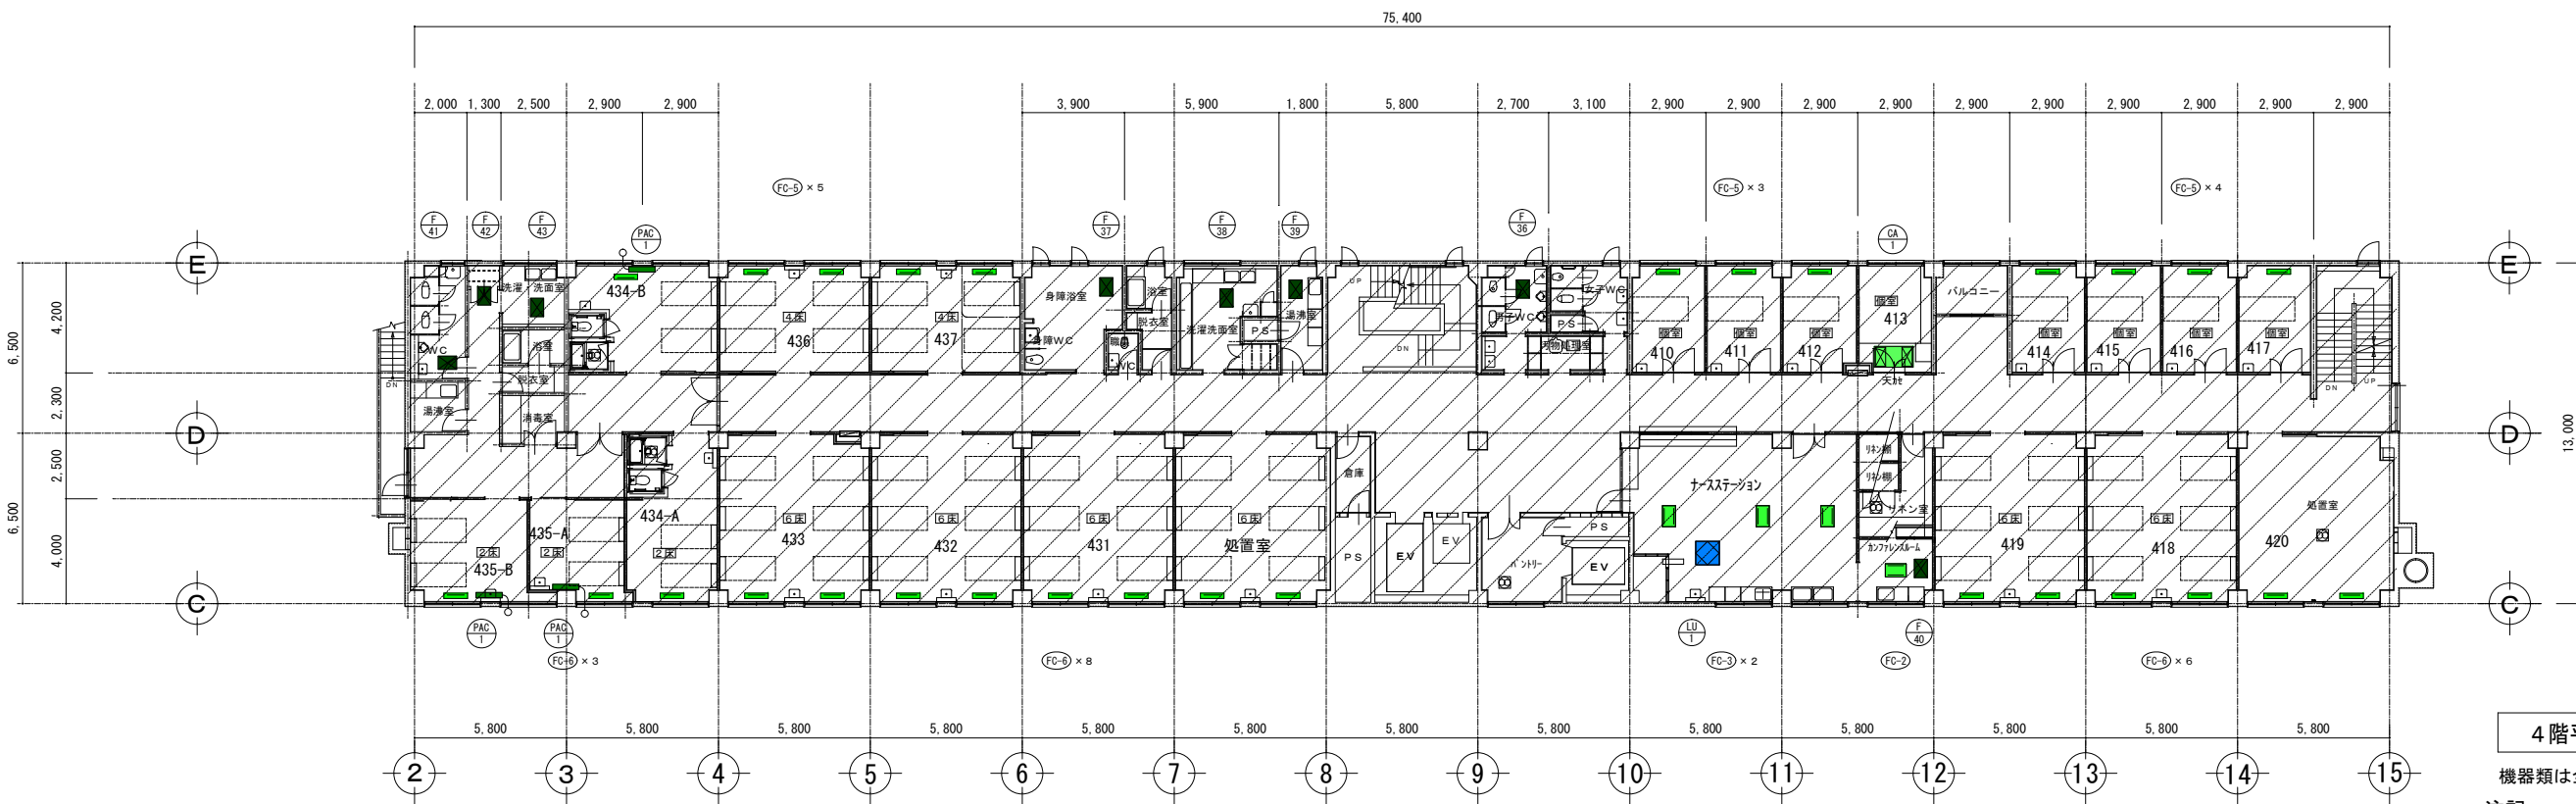 75,400
2,000 1,300 2,500 2,900 2,900 3,900 5,900 1,800 5,800 2,700 3,100 2,900 2,900 2,900 2,900 2,900 2,900 2,900 2,900 2,900 2,900
FC-5 × 5 FC-5 × 3 FC-5 × 4
F 41
F 42
F 43
PAC 1
F 37
F 38
F 39
F 36
CA 1
E E
6,500 4,200 2,300
6,500 2,500 4,000
13,000
洗濯・洗面室
434-B
WC
浴室
脱衣室
湯沸室
消毒室
DN
4床
436
4床
437
身障浴室
浴室
脱衣室
身障WC
職
WC
洗濯洗面室
PS
湯沸室
UP
DN
男子WC
女子WC
PS
汚物処理室
個室
410
個室
411
個室
412
個室
413
天カセ
バルコニー
個室
414
個室
415
個室
416
個室
417
DN
UP
D D
435-A
2床
2床
435-B
434-A
2床
6床
433
6床
432
6床
431
6床
処置室
倉庫
PS
EV
EV
パントリー
PS
EV
ナースステーション
リネン棚
リネン棚
リネン室
カンファレンスルーム
6床
419
6床
418
処置室
420
C C
PAC 1
PAC 1
LU 1
F 40
FC-6 × 3 FC-6 × 8 FC-3 × 2 FC-2 FC-6 × 6
5,800 5,800 5,800 5,800 5,800 5,800 5,800 5,800 5,800 5,800 5,800 5,800 5,800
2 3 4 5 6 7 8 9 10 11 12 13 14 15
4階
機器類は